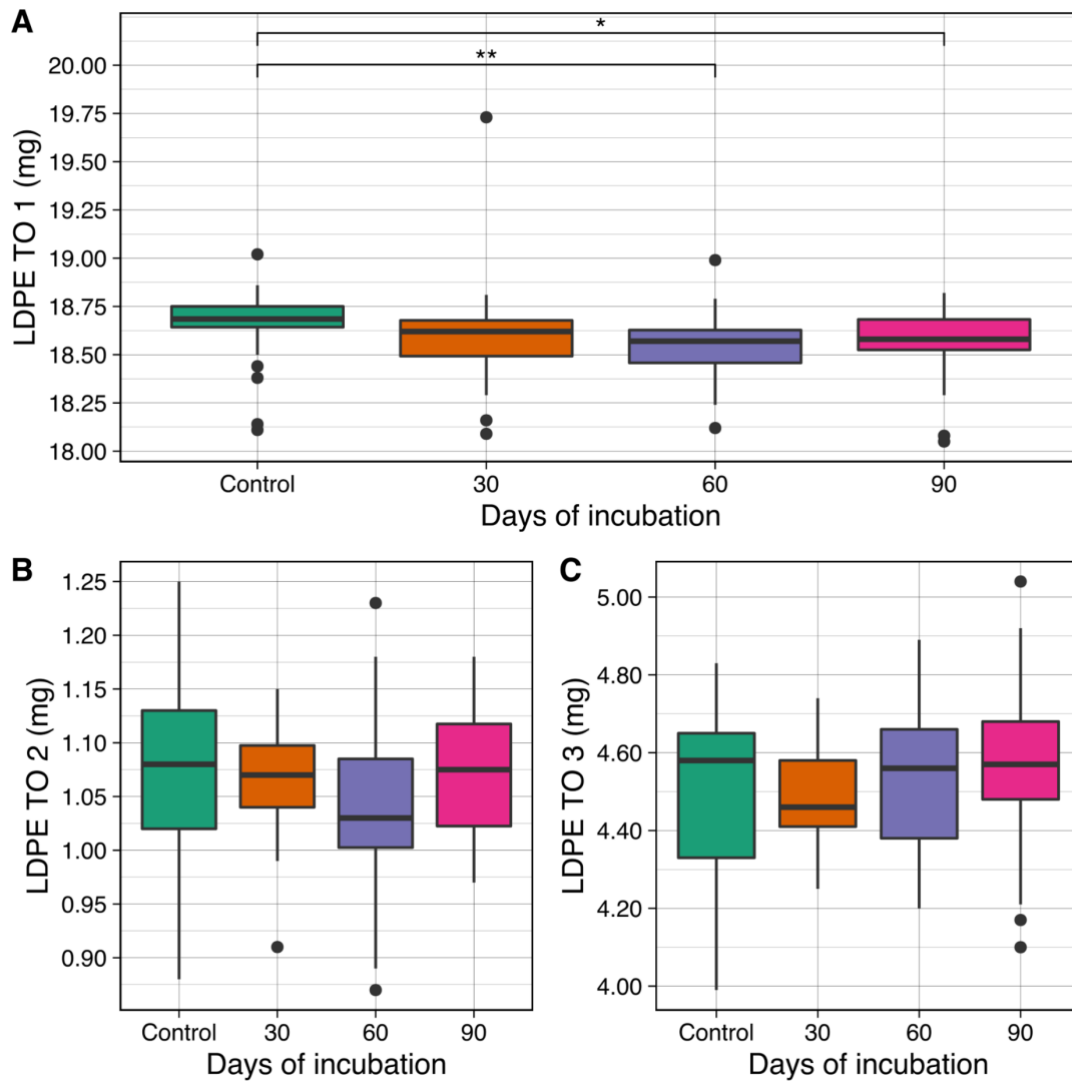 A
*
**
20.00
19.75
19.50
19.25
19.00
18.75
18.50
18.25
18.00
LDPE TO 1 (mg)
Control 30 60 90
Days of incubation
B
1.25
1.20
1.15
1.10
1.05
1.00
0.95
0.90
LDPE TO 2 (mg)
Control 30 60 90
Days of incubation
C
5.00
4.80
4.60
4.40
4.20
4.00
LDPE TO 3 (mg)
Control 30 60 90
Days of incubation